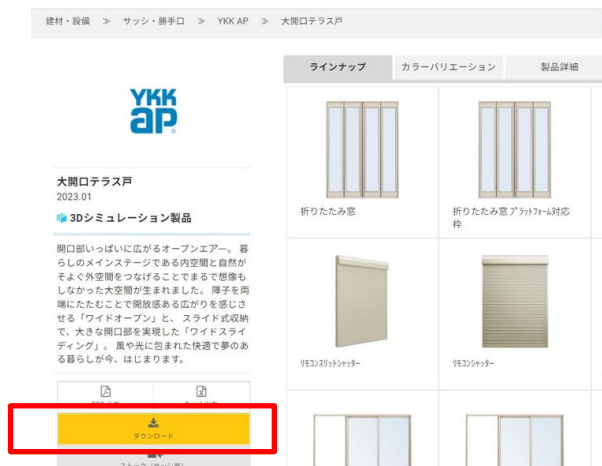 建材・設備 ≫ サッシ・勝手口 ≫ YKK AP ≫ 大開口テラス戸
ラインナップ カラーバリエーション 製品詳細
YKK
ap
大開口テラス戸
2023.01
3Dシミュレーション製品
開口部いっぱいに広がるオープンエアー。 暮
らしのメインステージである内空間と自然が
そよぐ外空間をつなげることでまるで想像も
しなかった大空間が生まれました。 障子を両
端にたたむことで開放感ある広がりを感じさ
せる「ワイドオープン」と、 スライド式収納
で、大きな開口部を実現した「ワイドスライ
ディング」。 風や光に包まれた快適で夢のあ
る暮らしが今、はじまります。
ダウンロード
折りたたみ窓
折りたたみ窓 ﾌﾟﾗｯﾄﾌｫｰﾑ対応
枠
ﾘﾓｺﾝｽﾘｯﾄｼｬｯﾀｰ
ﾘﾓｺﾝｼｬｯﾀｰ